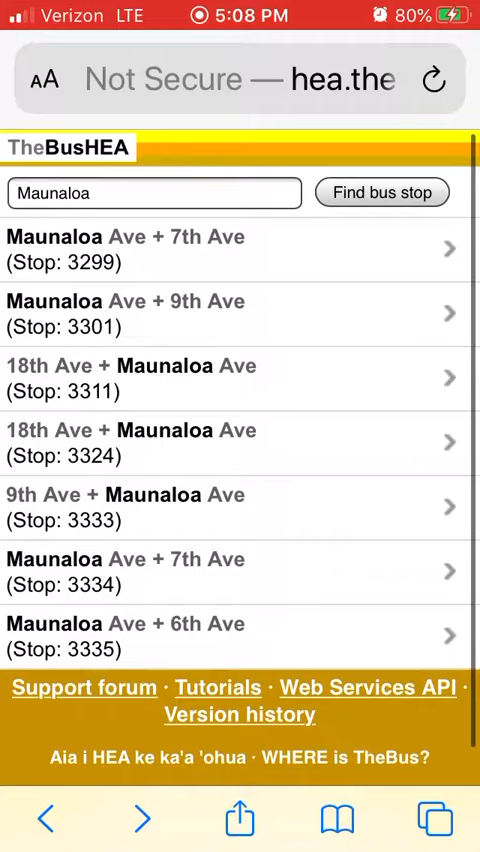 Verizon LTE 5:08 PM 80%
AA Not Secure — hea.the
TheBusHEA
Maunaloa Find bus stop
Maunaloa Ave + 7th Ave
(Stop: 3299)
Maunaloa Ave + 9th Ave
(Stop: 3301)
18th Ave + Maunaloa Ave
(Stop: 3311)
18th Ave + Maunaloa Ave
(Stop: 3324)
9th Ave + Maunaloa Ave
(Stop: 3333)
Maunaloa Ave + 7th Ave
(Stop: 3334)
Maunaloa Ave + 6th Ave
(Stop: 3335)
Support forum · Tutorials · Web Services API ·
Version history
Aia i HEA ke ka'a 'ohua · WHERE is TheBus?